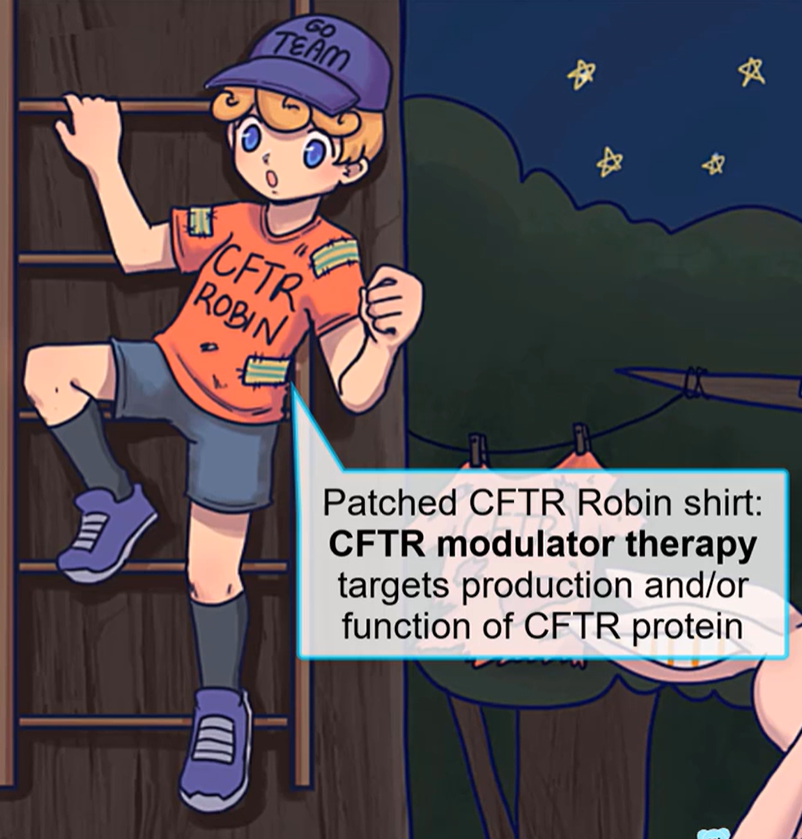 GO
TEAM
CFTR
ROBIN
Patched CFTR Robin shirt:
CFTR modulator therapy
targets production and/or
function of CFTR protein